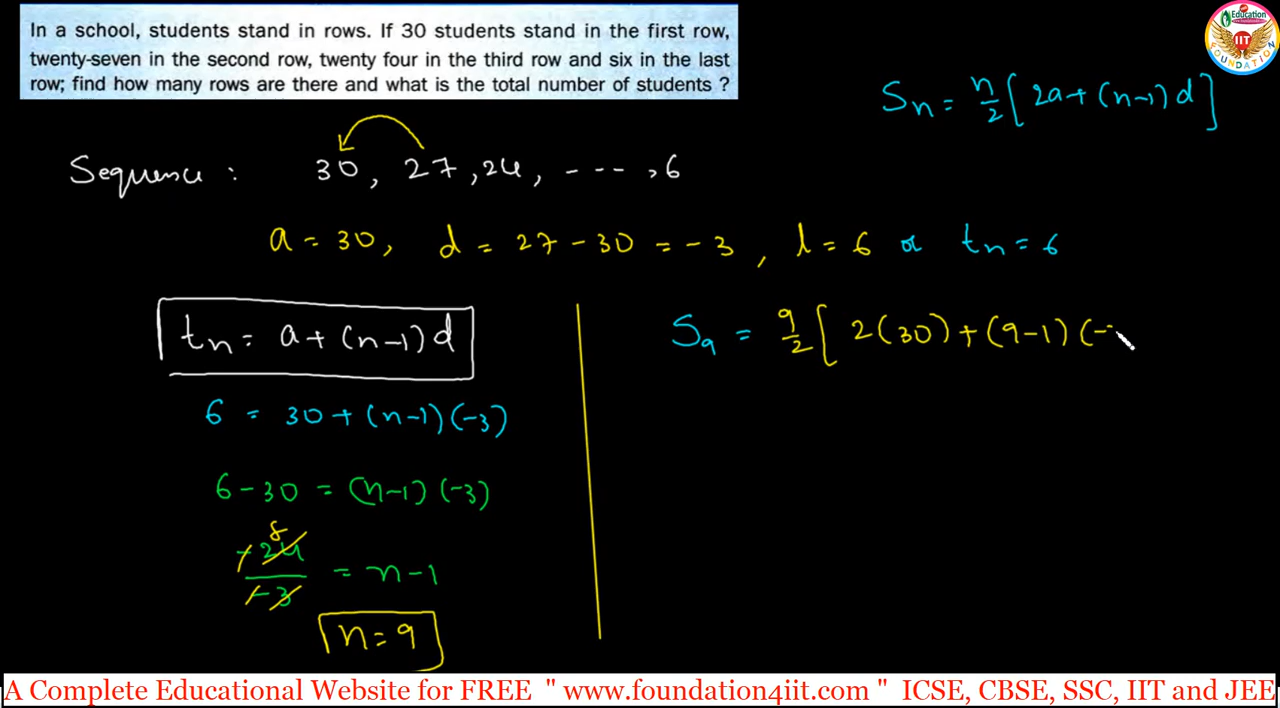 In a school, students stand in rows. If 30 students stand in the first row,
twenty-seven in the second row, twenty four in the third row and six in the last
row; find how many rows are there and what is the total number of students ?
Education
IIT
FOUNDATION
Sn = n/2 [2a + (n-1) d]
Sequence : 30, 27, 24, - - - -, 6
a = 30, d = 27 - 30 = -3, l = 6 or tn = 6
tn = a + (n-1) d
6 = 30 + (n-1) (-3)
6 - 30 = (n-1) (-3)
8
-24/-3 = n-1
n = 9
S9 = 9/2 [ 2(30) + (9-1) (-
A Complete Educational Website for FREE " www.foundation4iit.com " ICSE, CBSE, SSC, IIT and JEE